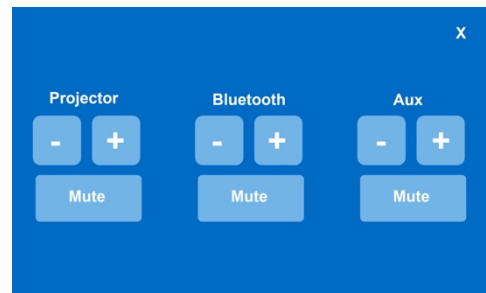 X
Projector Bluetooth Aux
- + - + - +
Mute Mute Mute